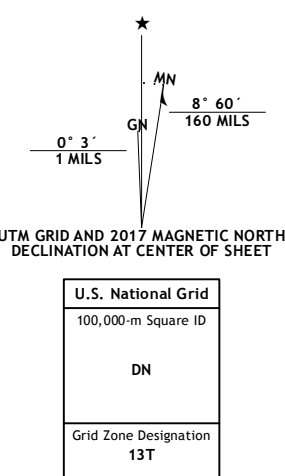 ★
MN
8° 60´
160 MILS
GN
0° 3´
1 MILS
UTM GRID AND 2017 MAGNETIC NORTH
DECLINATION AT CENTER OF SHEET
U.S. National Grid
100,000-m Square ID
DN
Grid Zone Designation
13T